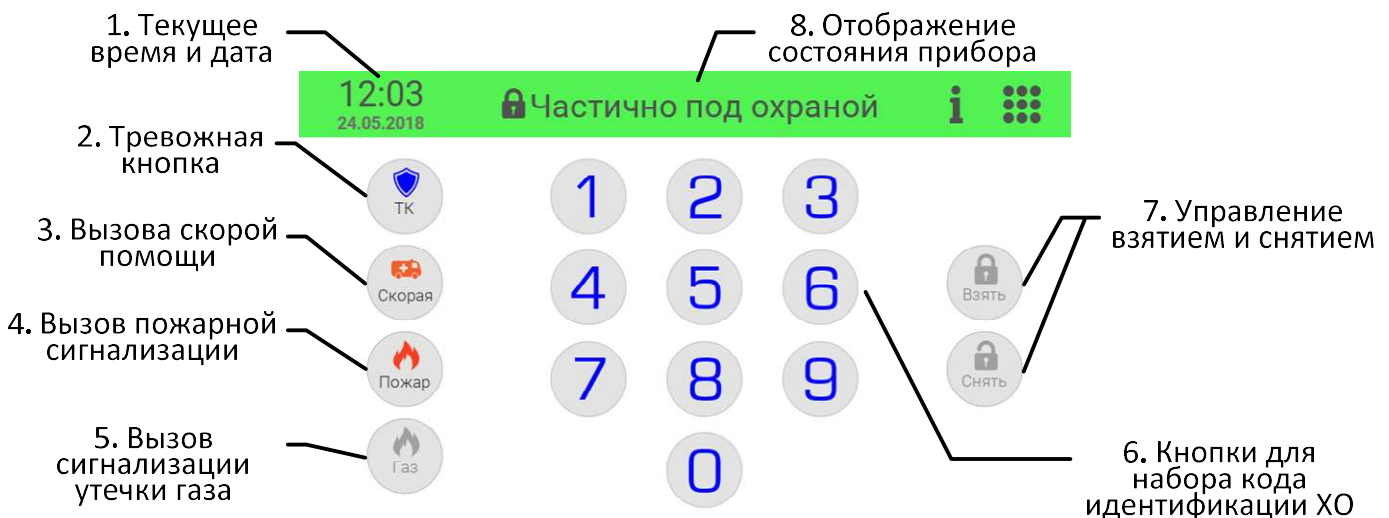 1. Текущее
время и дата
8. Отображение
состояния прибора
12:03
24.05.2018
Частично под охраной
i
2. Тревожная
кнопка
ТК
1
2
3
3. Вызова скорой
помощи
Скорая
4
5
6
Взять
7. Управление
взятием и снятием
4. Вызов пожарной
сигнализации
Пожар
7
8
9
Снять
5. Вызов
сигнализации
утечки газа
Газ
0
6. Кнопки для
набора кода
идентификации ХО